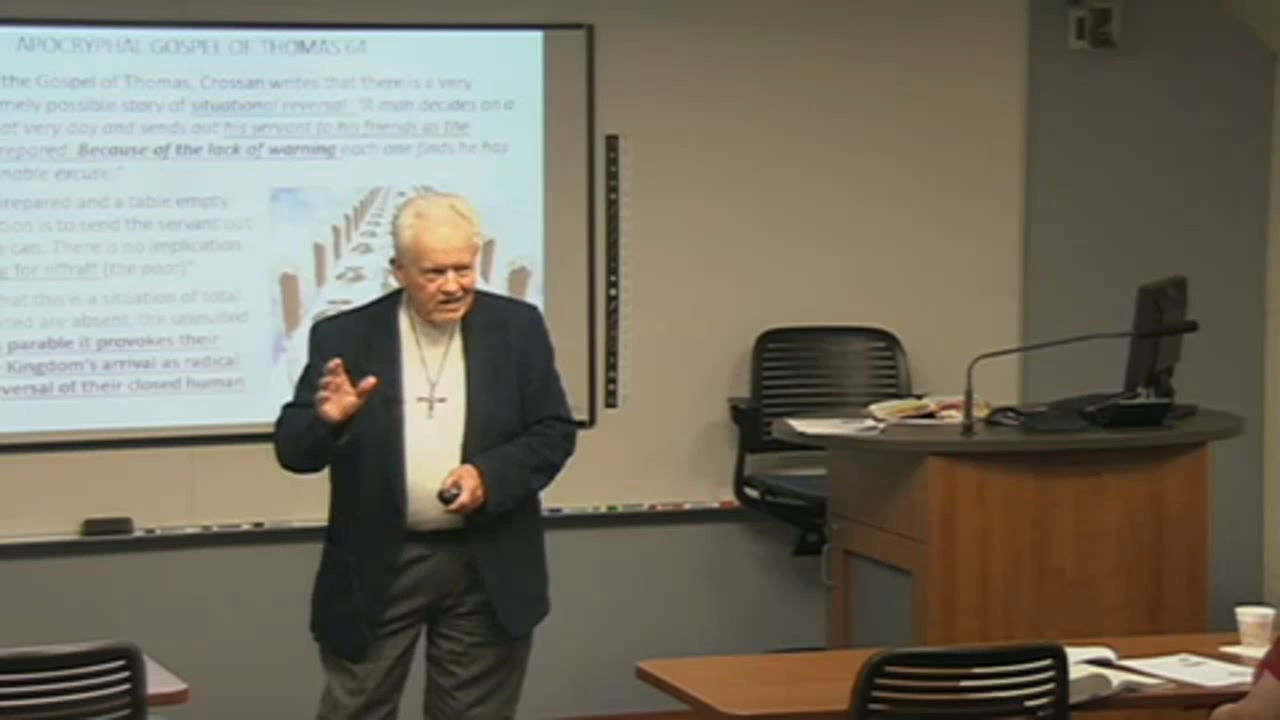 APOCRYPHAL GOSPEL OF THOMAS 64
the Gospel of Thomas, Crossan writes that there is a very
mely possible story of situational reversal: "A man decides on a
at very day and sends out his servant to his friends as the
repared. Because of the lack of warning each one finds he has
nable excuse."
repared and a table empty
tion is to send the servant out
e can. There is no implication
g for riffraff (the poor)"
hat this is a situation of total
ited are absent, the uninvited
s parable it provokes their
Kingdom's arrival as radical
versal of their closed human